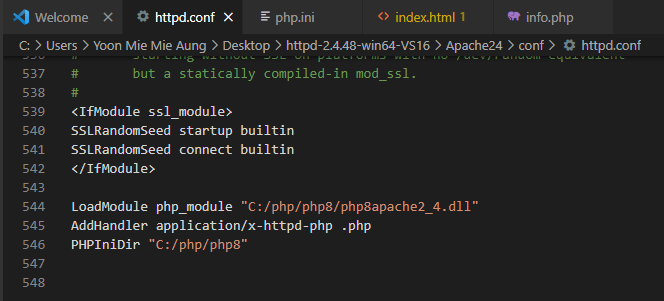 Welcome httpd.conf php.ini index.html 1 info.php
C: > Users > Yoon Mie Mie Aung > Desktop > httpd-2.4.48-win64-VS16 > Apache24 > conf > httpd.conf
536 # Starting without SSL on platforms with no /dev/random equivalent
537 # but a statically compiled-in mod_ssl.
538 #
539 <IfModule ssl_module>
540 SSLRandomSeed startup builtin
541 SSLRandomSeed connect builtin
542 </IfModule>
543
544 LoadModule php_module "C:/php/php8/php8apache2_4.dll"
545 AddHandler application/x-httpd-php .php
546 PHPIniDir "C:/php/php8"
547
548